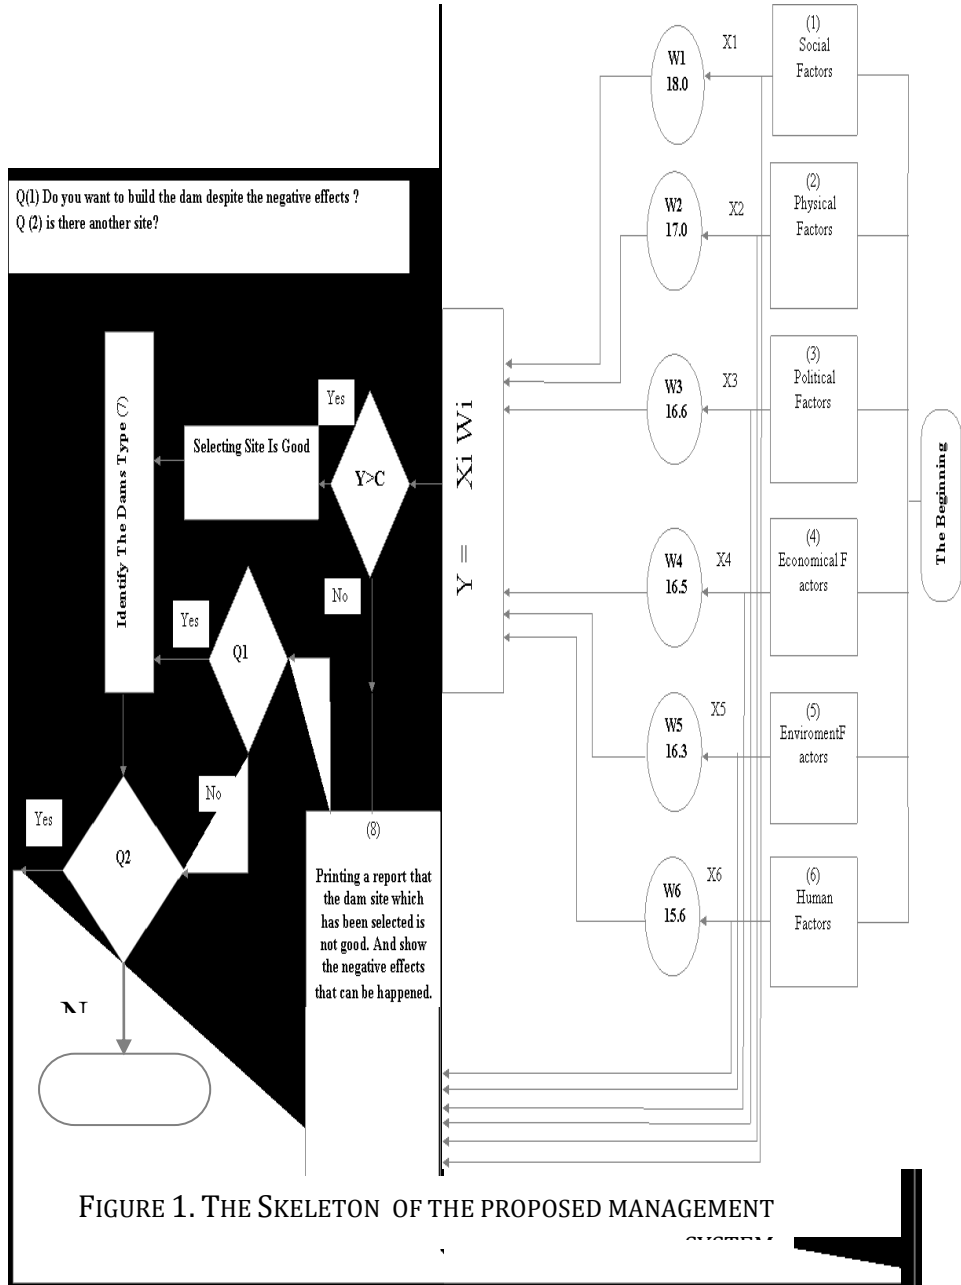 Q(1) Do you want to build the dam despite the negative effects ?
Q (2) is there another site?
Identify The Dams Type (7)
Selecting Site Is Good
Yes
Y>C
No
Yes
Q1
No
Yes
Q2
(8)
Printing a report that
the dam site which
has been selected is
not good. And show
the negative effects
that can be happened.
Y = Xi Wi
W1
18.0
X1
(1)
Social
Factors
W2
17.0
X2
(2)
Physical
Factors
W3
16.6
X3
(3)
Political
Factors
W4
16.5
X4
(4)
Economical F
actors
W5
16.3
X5
(5)
EnviromentF
actors
W6
15.6
X6
(6)
Human
Factors
The Beginning
FIGURE 1. THE SKELETON OF THE PROPOSED MANAGEMENT